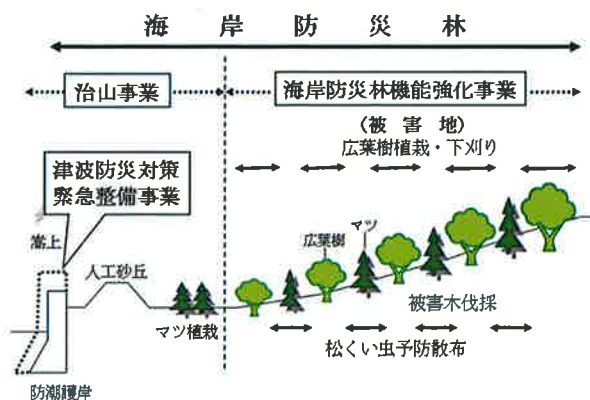 海岸防災林
治山事業
海岸防災林機能強化事業
(被害地)
広葉樹植栽・下刈り
津波防災対策
緊急整備事業
嵩上
人工砂丘
広葉樹
マツ
マツ植栽
被害木伐採
松くい虫予防散布
防潮護岸